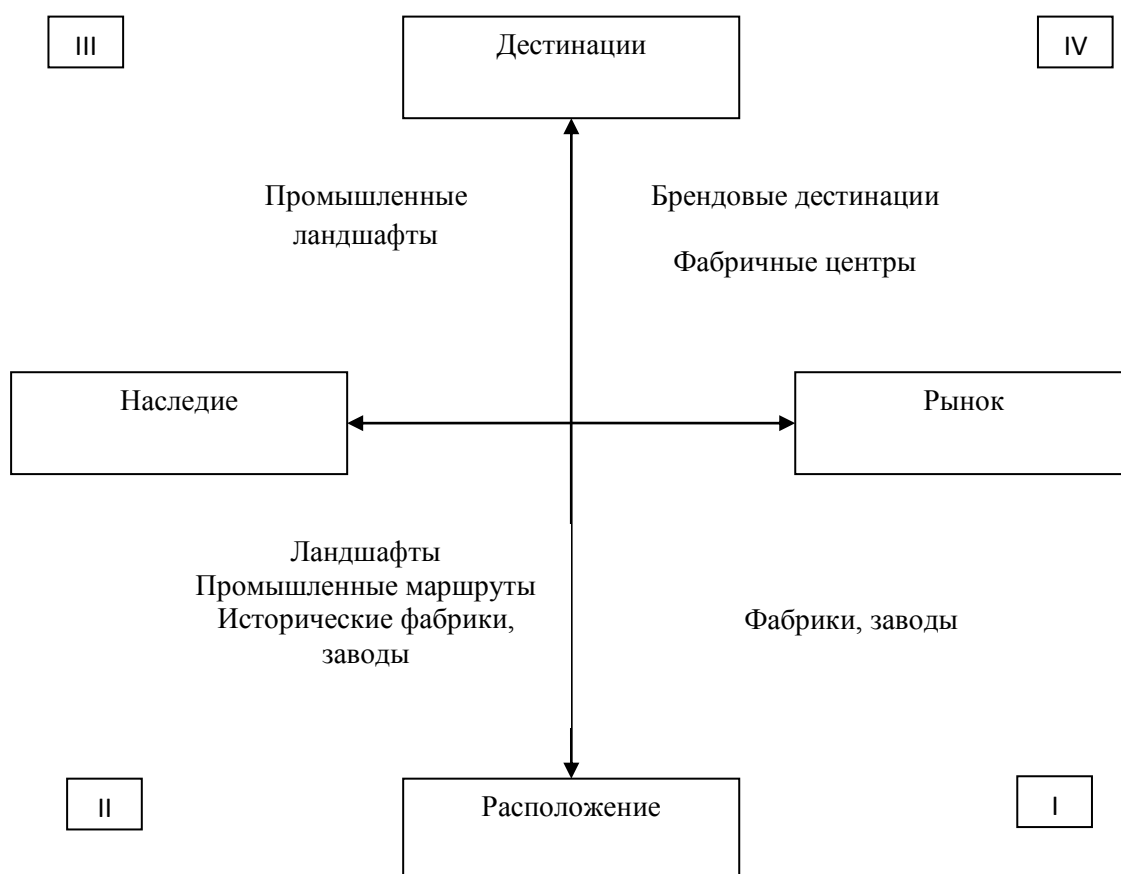 III
Дестинации
IV
Промышленные
ландшафты
Брендовые дестинации
Фабричные центры
Наследие
Рынок
Ландшафты
Промышленные маршруты
Исторические фабрики,
заводы
Фабрики, заводы
II
Расположение
I